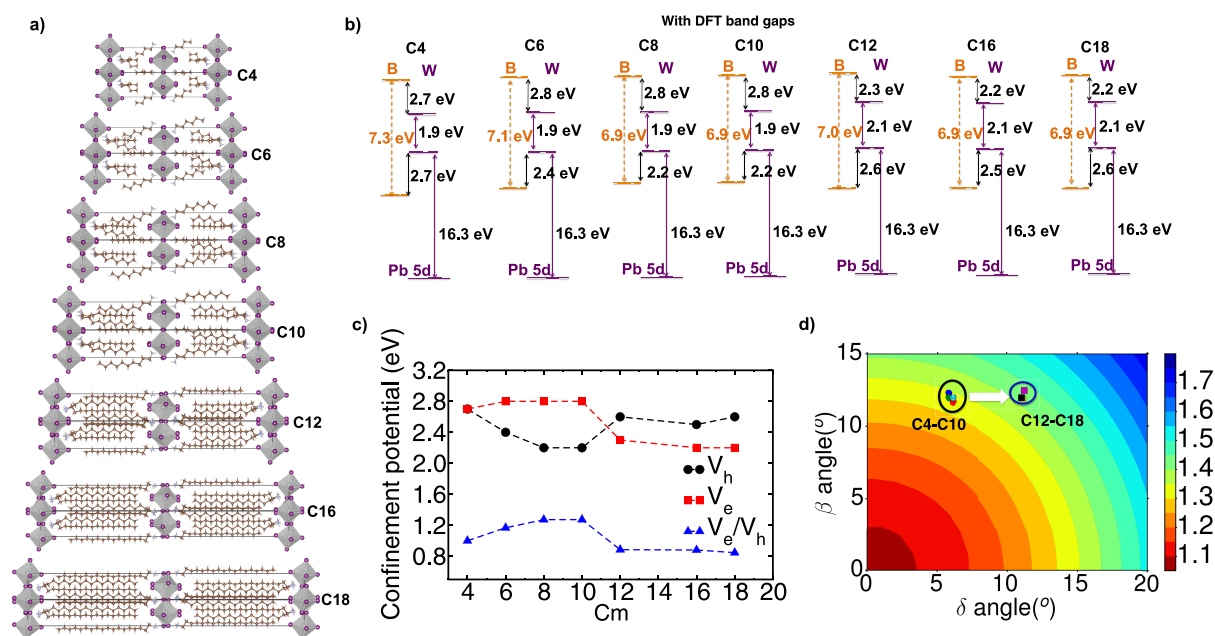 a)
C4
C6
C8
C10
C12
C16
C18
b)
With DFT band gaps
C4 C6 C8 C10 C12 C16 C18
B W B W B W B W B W B W B W
2.7 eV 2.8 eV 2.8 eV 2.8 eV 2.3 eV 2.2 eV 2.2 eV
7.3 eV 1.9 eV 7.1 eV 1.9 eV 6.9 eV 1.9 eV 6.9 eV 1.9 eV 7.0 eV 2.1 eV 6.9 eV 2.1 eV 6.9 eV 2.1 eV
2.7 eV 2.4 eV 2.2 eV 2.2 eV 2.6 eV 2.5 eV 2.6 eV
16.3 eV 16.3 eV 16.3 eV 16.3 eV 16.3 eV 16.3 eV 16.3 eV
Pb 5d Pb 5d Pb 5d Pb 5d Pb 5d Pb 5d Pb 5d
c)
Confinement potential (eV)
3.2
2.8
2.4
2.0
1.6
1.2
0.8
V_h
V_e
V_e/V_h
4 6 8 10 12 14 16 18 20
Cm
d)
β angle(º)
15
10
5
0
C4-C10
C12-C18
0 5 10 15 20
δ angle(º)
1.7
1.6
1.5
1.4
1.3
1.2
1.1